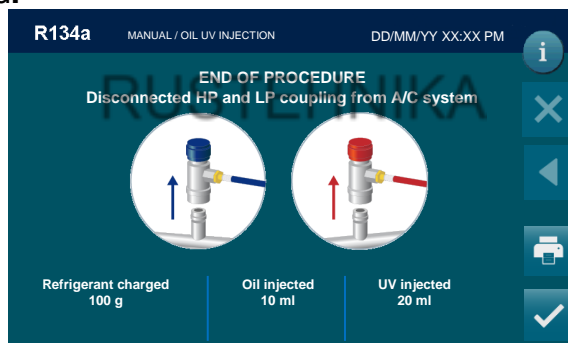 R134a
MANUAL / OIL UV INJECTION
DD/MM/YY XX:XX PM
i
END OF PROCEDURE
Disconnected HP and LP coupling from A/C system
RUSTEHNIKA
Refrigerant charged
100 g
Oil injected
10 ml
UV injected
20 ml